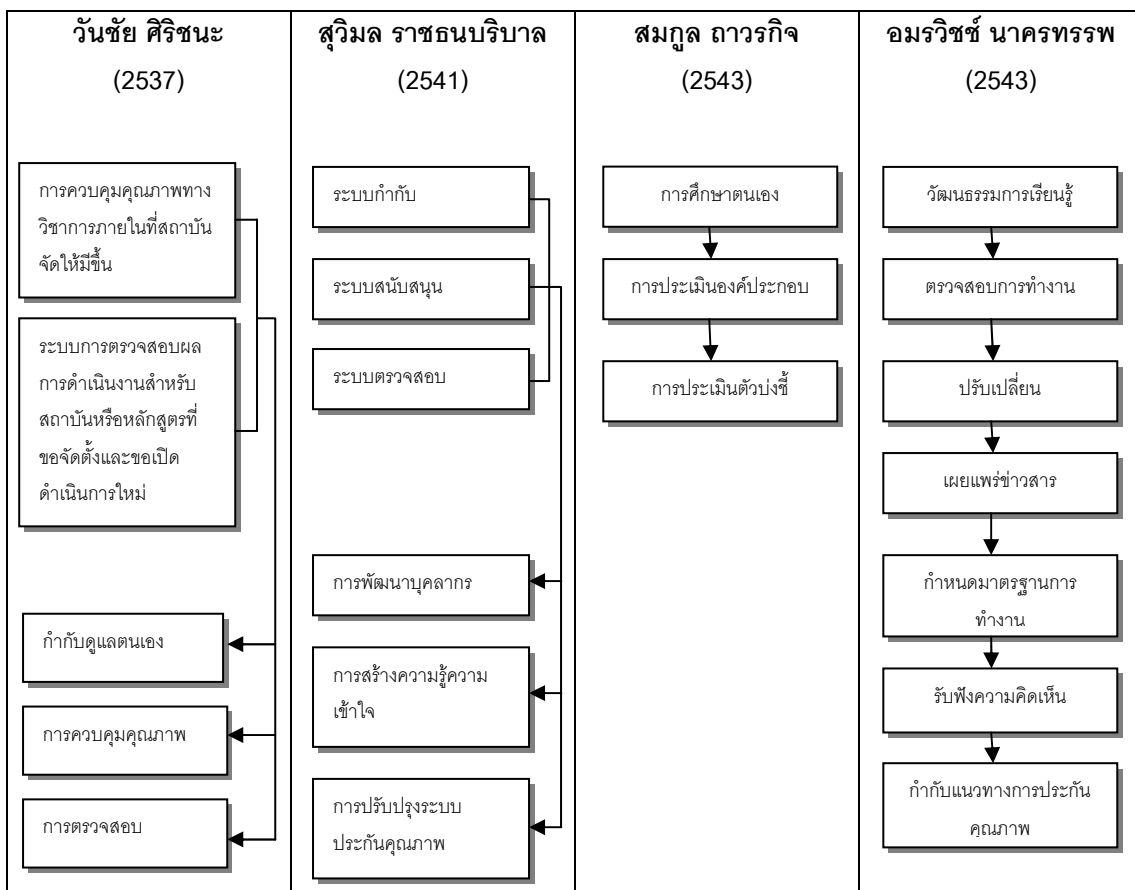 วันชัย ศิริชนะ
(2537)
การควบคุมคุณภาพทาง
วิชาการภายในที่สถาบัน
จัดให้มีขึ้น
ระบบการตรวจสอบผล
การดำเนินงานสำหรับ
สถาบันหรือหลักสูตรที่
ขอจัดตั้งและขอเปิด
ดำเนินการใหม่
กำกับดูแลตนเอง
การควบคุมคุณภาพ
การตรวจสอบ
สุวิมล ราชธนบริบาล
(2541)
ระบบกำกับ
ระบบสนับสนุน
ระบบตรวจสอบ
การพัฒนาบุคลากร
การสร้างความรู้ความ
เข้าใจ
การปรับปรุงระบบ
ประกันคุณภาพ
สมกูล ถาวรกิจ
(2543)
การศึกษาตนเอง
การประเมินองค์ประกอบ
การประเมินตัวบ่งชี้
อมรวิชช์ นาครทรรพ
(2543)
วัฒนธรรมการเรียนรู้
ตรวจสอบการทำงาน
ปรับเปลี่ยน
เผยแพร่ข่าวสาร
กำหนดมาตรฐานการ
ทำงาน
รับฟังความคิดเห็น
กำกับแนวทางการประกัน
คุณภาพ